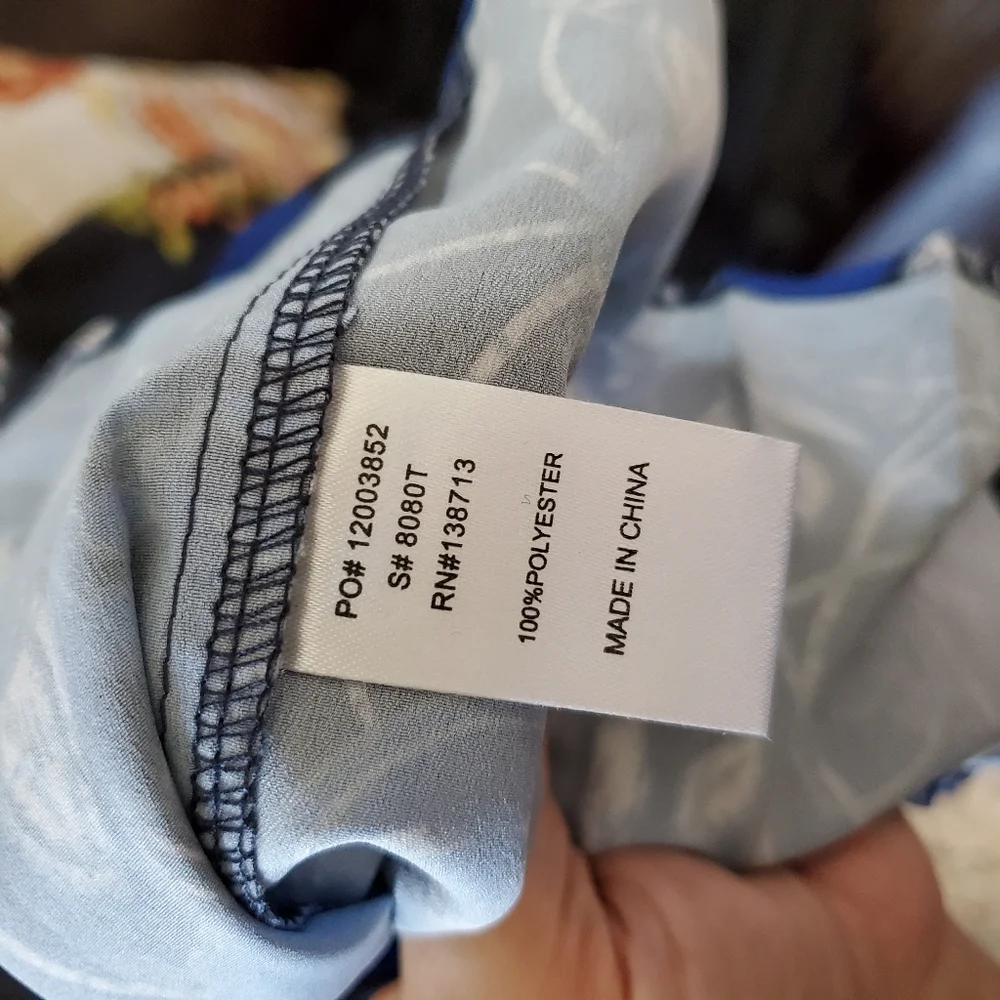 PO# 12003852
S# 8080T
RN#138713
100%POLYESTER
MADE IN CHINA